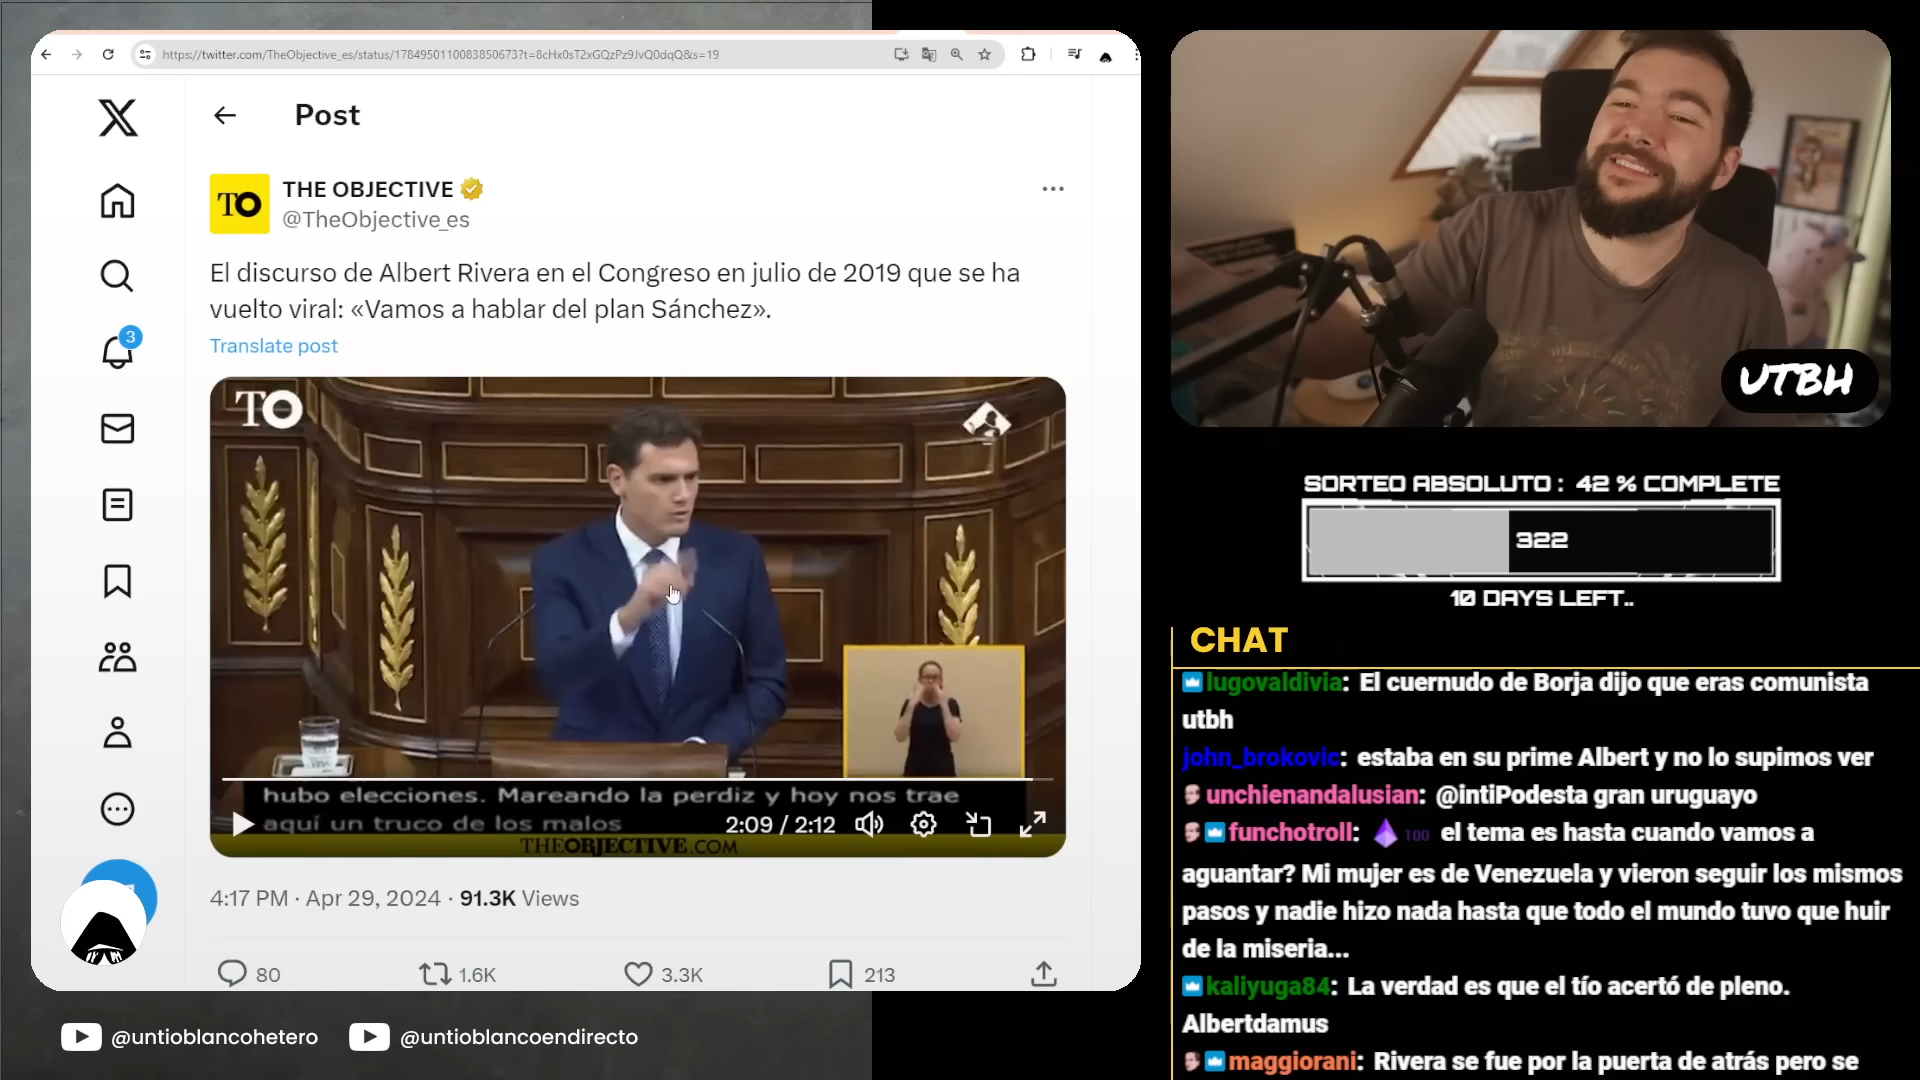 https://twitter.com/TheObjective_es/status/1784950110083850673?t=8cHx0sT2xGQzPz9JvQ0dqQ&s=19
Post
TO
THE OBJECTIVE
@TheObjective_es
El discurso de Albert Rivera en el Congreso en julio de 2019 que se ha
vuelto viral: «Vamos a hablar del plan Sánchez».
Translate post
3
TO
hubo elecciones. Mareando la perdiz y hoy nos trae
aquí un truco de los malos
2:09 / 2:12
THEOBJECTIVE.COM
4:17 PM · Apr 29, 2024 · 91.3K Views
80
1.6K
3.3K
213
@untioblancohetero
@untioblancoendirecto
UTBH
SORTEO ABSOLUTO : 42 % COMPLETE
322
10 DAYS LEFT..
CHAT
lugovaldivia: El cuernudo de Borja dijo que eras comunista
utbh
john_brokovic: estaba en su prime Albert y no lo supimos ver
unchienandalusian: @intiPodesta gran uruguayo
funchotroll: 100 el tema es hasta cuando vamos a
aguantar? Mi mujer es de Venezuela y vieron seguir los mismos
pasos y nadie hizo nada hasta que todo el mundo tuvo que huir
de la miseria...
kaliyuga84: La verdad es que el tío acertó de pleno.
Albertdamus
maggiorani: Rivera se fue por la puerta de atrás pero se